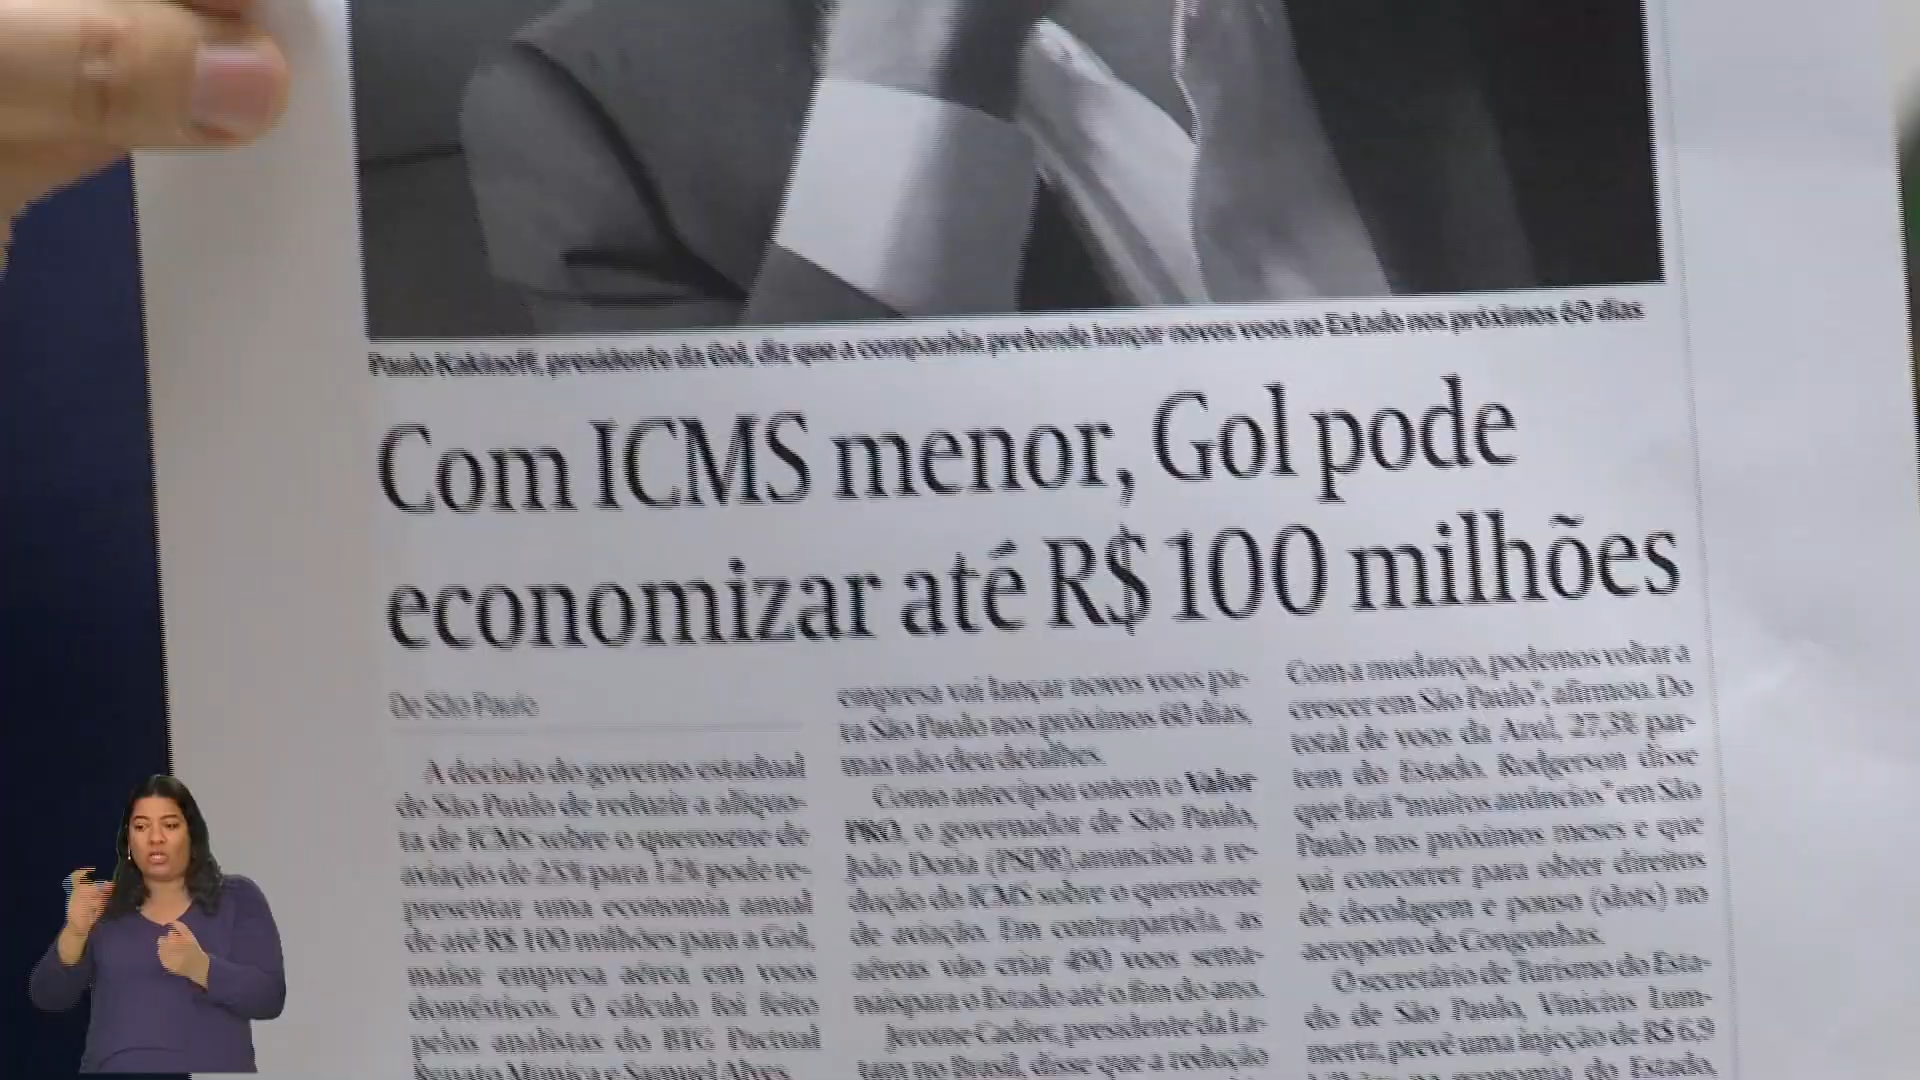 Paulo Kakinoff, presidente da Gol, diz que a companhia pretende lançar novos voos no Estado nos próximos 60 dias
Com ICMS menor, Gol pode
economizar até R$ 100 milhões
De São Paulo
A decisão do governo estadual
de São Paulo de reduzir a alíquo-
ta de ICMS sobre o querosene de
aviação de 25% para 12% pode re-
presentar uma economia anual
de até R$ 100 milhões para a Gol,
maior empresa aérea em voos
domésticos. O cálculo foi feito
pelos analistas do BTG Pactual
Renato Mimica e Samuel Alves
empresa vai lançar novos voos pa-
ra São Paulo nos próximos 60 dias,
mas não deu detalhes.
Como antecipou ontem o Valor
PRO, o governador de São Paulo,
João Doria (PSDB), anunciou a re-
dução do ICMS sobre o querosene
de aviação. Em contrapartida, as
aéreas vão criar 490 voos sema-
nais para o Estado até o fim do ano.
Jerome Cadier, presidente da La-
tam no Brasil, disse que a redução
Com a mudança, podemos voltar a
crescer em São Paulo", afirmou. Do
total de voos da Azul, 27,3% par-
tem do Estado. Rodgerson disse
que fará "muitos anúncios" em São
Paulo nos próximos meses e que
vai concorrer para obter direitos
de decolagem e pouso (slots) no
aeroporto de Congonhas.
O secretário de Turismo do Esta-
do de São Paulo, Vinicius Lum-
mertz, prevê uma injeção de R$ 6,9
na economia do Estado,